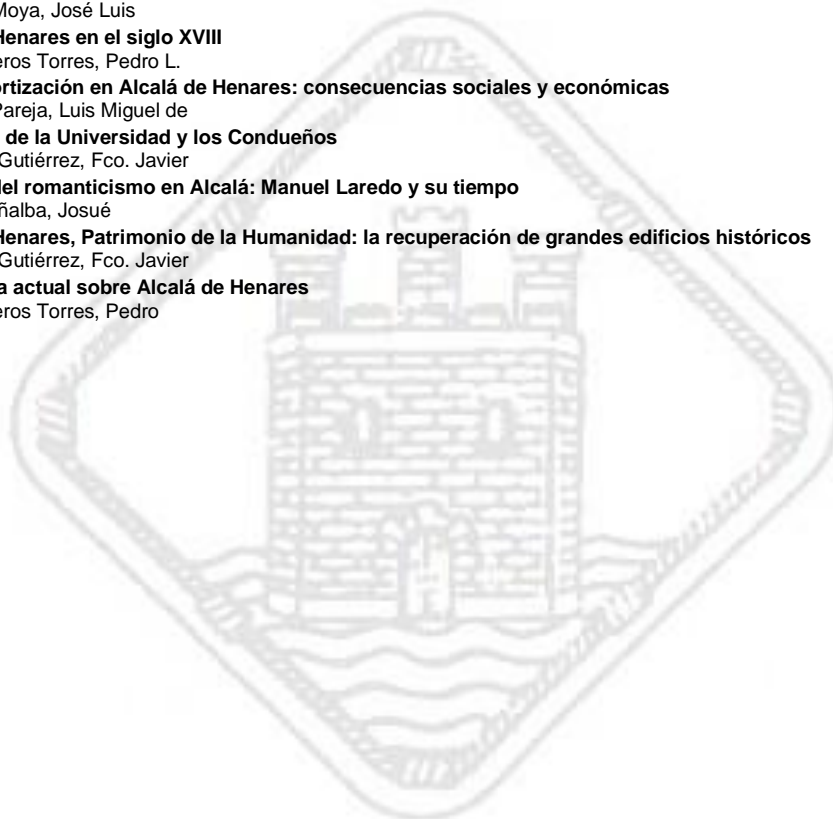 Moya, José Luis
Henares en el siglo XVIII
eros Torres, Pedro L.
ortización en Alcalá de Henares: consecuencias sociales y económicas
Pareja, Luis Miguel de
de la Universidad y los Condueños
Gutiérrez, Fco. Javier
del romanticismo en Alcalá: Manuel Laredo y su tiempo
ñalba, Josué
Henares, Patrimonio de la Humanidad: la recuperación de grandes edificios históricos
Gutiérrez, Fco. Javier
a actual sobre Alcalá de Henares
eros Torres, Pedro